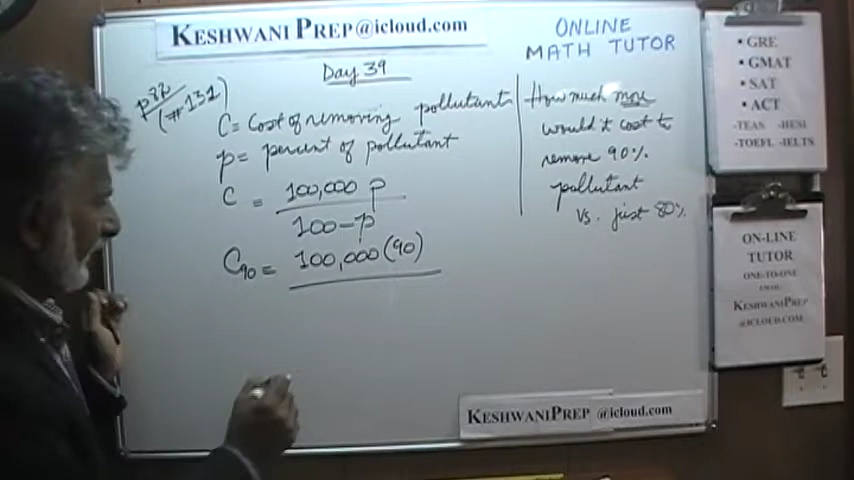 KESHWANI PREP@icloud.com
ONLINE
MATH TUTOR
Day 39
p32
(#131)
C = Cost of removing pollutant
p = percent of pollutant
C = 100,000 p
100-p
C90 = 100,000 (90)
How much more
would it cost to
remove 90%
pollutant
Vs. just 80%
• GRE
• GMAT
• SAT
• ACT
-TEAS -HESI
-TOEFL -IELTS
ON-LINE
TUTOR
ONE-TO-ONE
EMAIL
KESHWANIPREP
@ICLOUD.COM
KESHWANIPREP @icloud.com